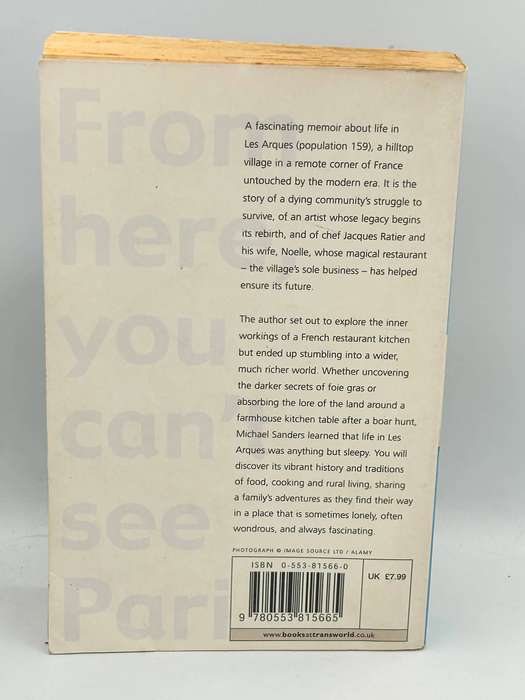 From
here,
you
can't
see
Pari
A fascinating memoir about life in
Les Arques (population 159), a hilltop
village in a remote corner of France
untouched by the modern era. It is the
story of a dying community's struggle to
survive, of an artist whose legacy begins
its rebirth, and of chef Jacques Ratier and
his wife, Noelle, whose magical restaurant
– the village's sole business – has helped
ensure its future.
The author set out to explore the inner
workings of a French restaurant kitchen
but ended up stumbling into a wider,
much richer world. Whether uncovering
the darker secrets of foie gras or
absorbing the lore of the land around a
farmhouse kitchen table after a boar hunt,
Michael Sanders learned that life in Les
Arques was anything but sleepy. You will
discover its vibrant history and traditions
of food, cooking and rural living, sharing
a family's adventures as they find their way
in a place that is sometimes lonely, often
wondrous, and always fascinating.
PHOTOGRAPH © IMAGE SOURCE LTD / ALAMY
ISBN 0-553-81566-0
UK £7.99
9 780553 815665
www.booksattransworld.co.uk